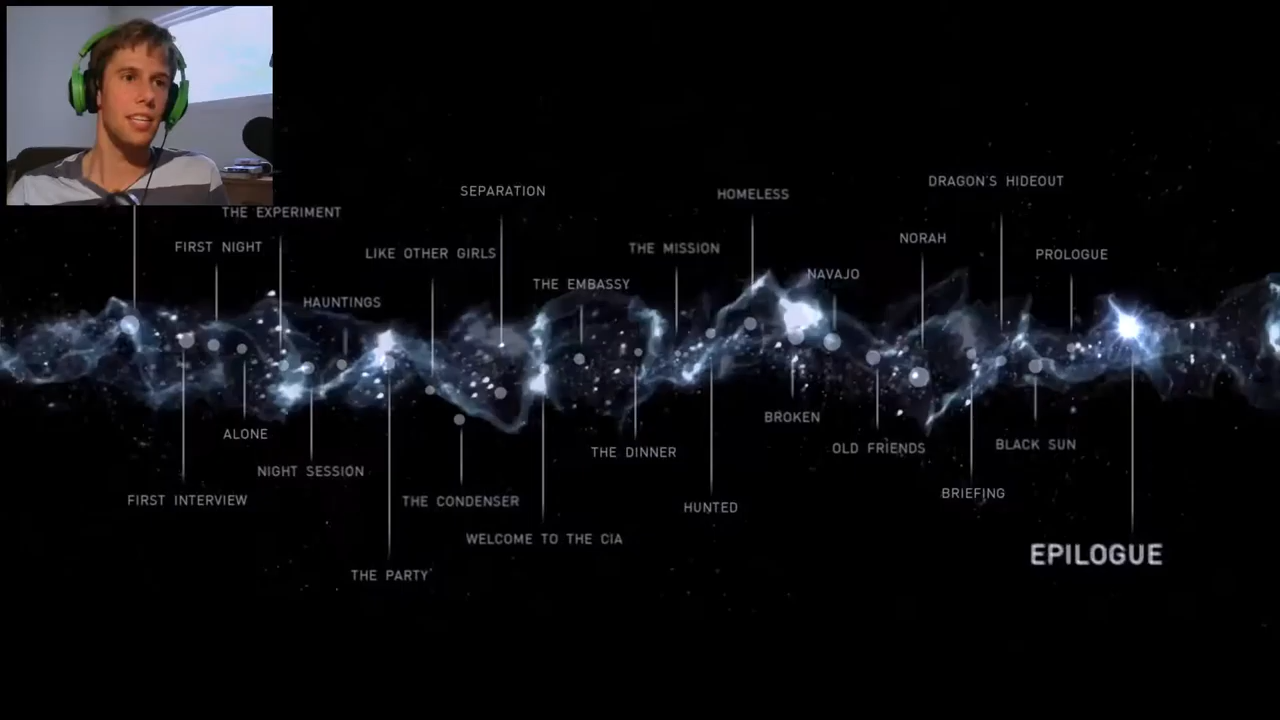 DRAGON'S HIDEOUT
SEPARATION
HOMELESS
THE EXPERIMENT
NORAH
FIRST NIGHT
THE MISSION
LIKE OTHER GIRLS
PROLOGUE
NAVAJO
THE EMBASSY
HAUNTINGS
BROKEN
ALONE
BLACK SUN
OLD FRIENDS
THE DINNER
NIGHT SESSION
BRIEFING
FIRST INTERVIEW
THE CONDENSER
HUNTED
WELCOME TO THE CIA
EPILOGUE
THE PARTY